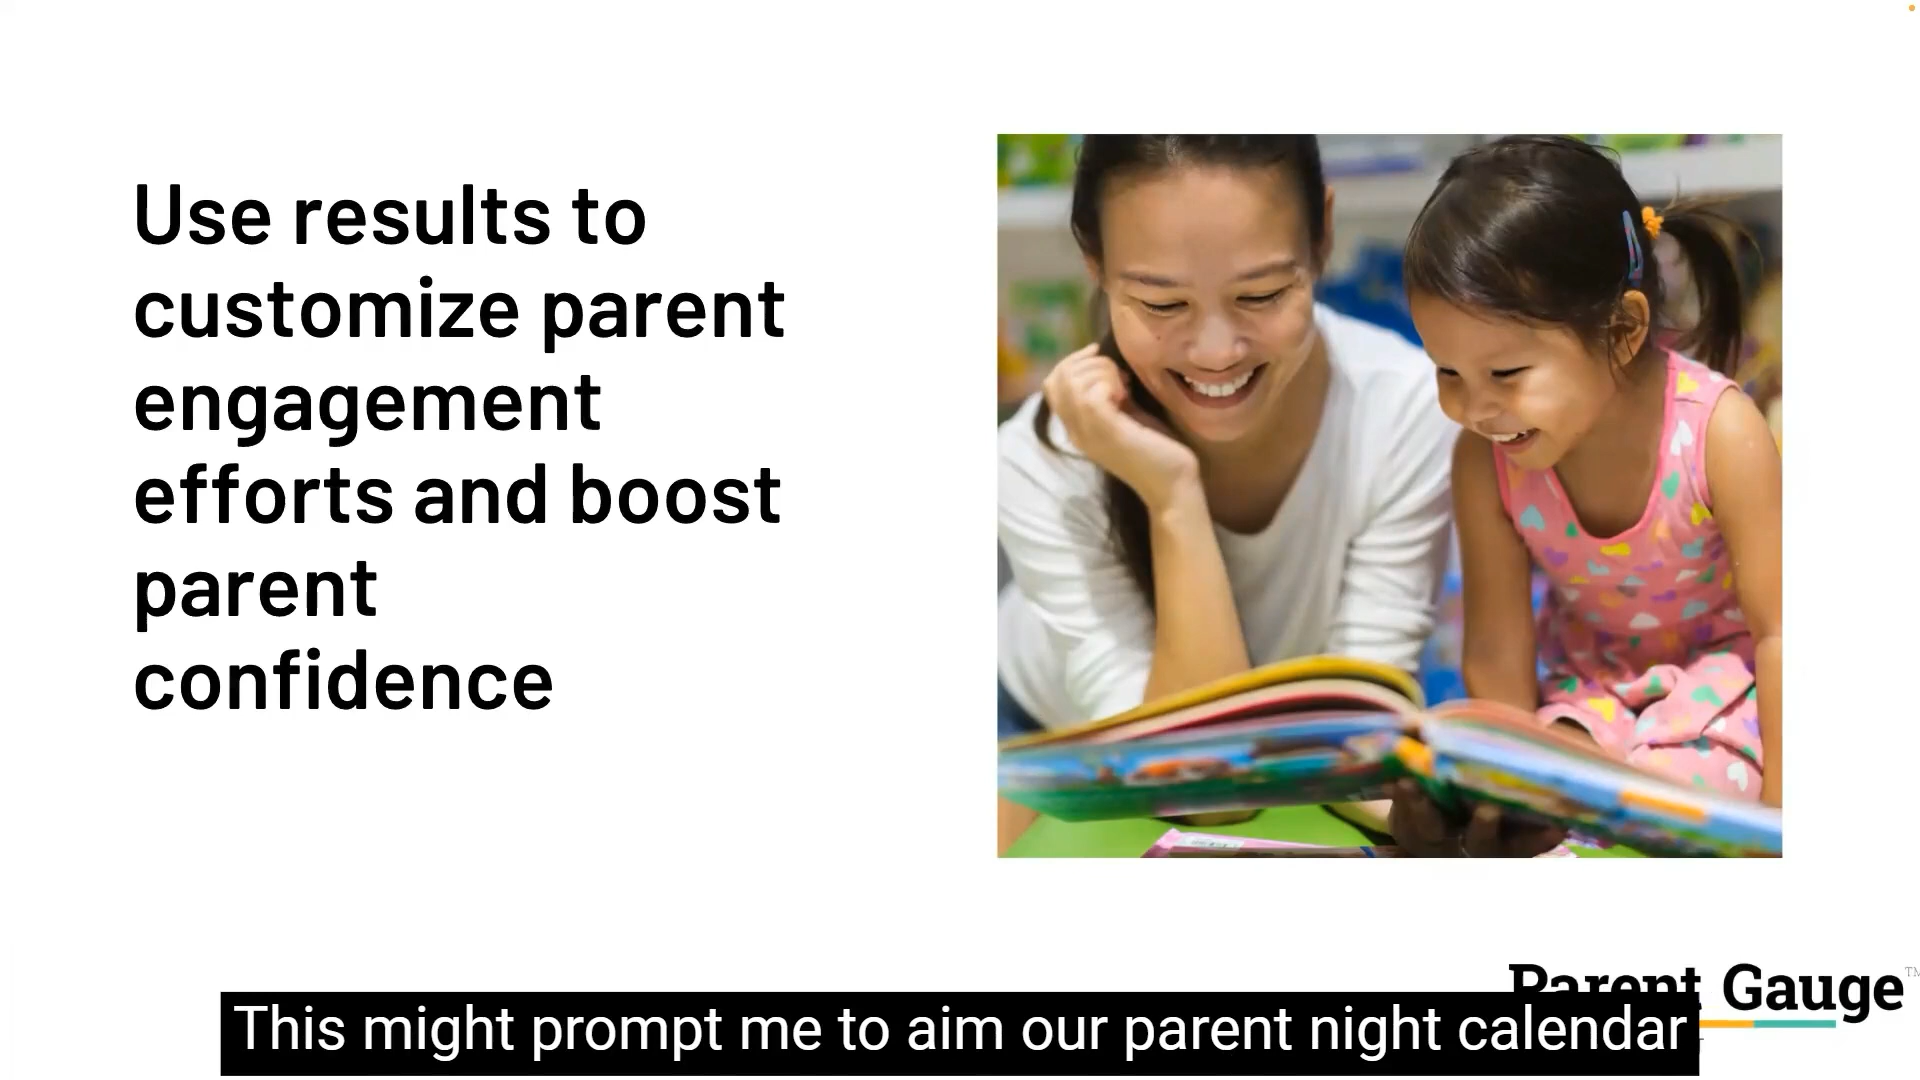 Use results to
customize parent
engagement
efforts and boost
parent
confidence
Parent Gauge™
This might prompt me to aim our parent night calendar